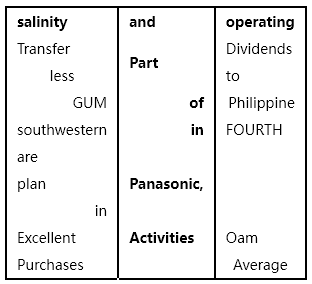 salinity and operating
Transfer Part Dividends
less to
GUM of Philippine
southwestern in FOURTH
are
plan Panasonic,
in
Excellent Activities Oam
Purchases Average